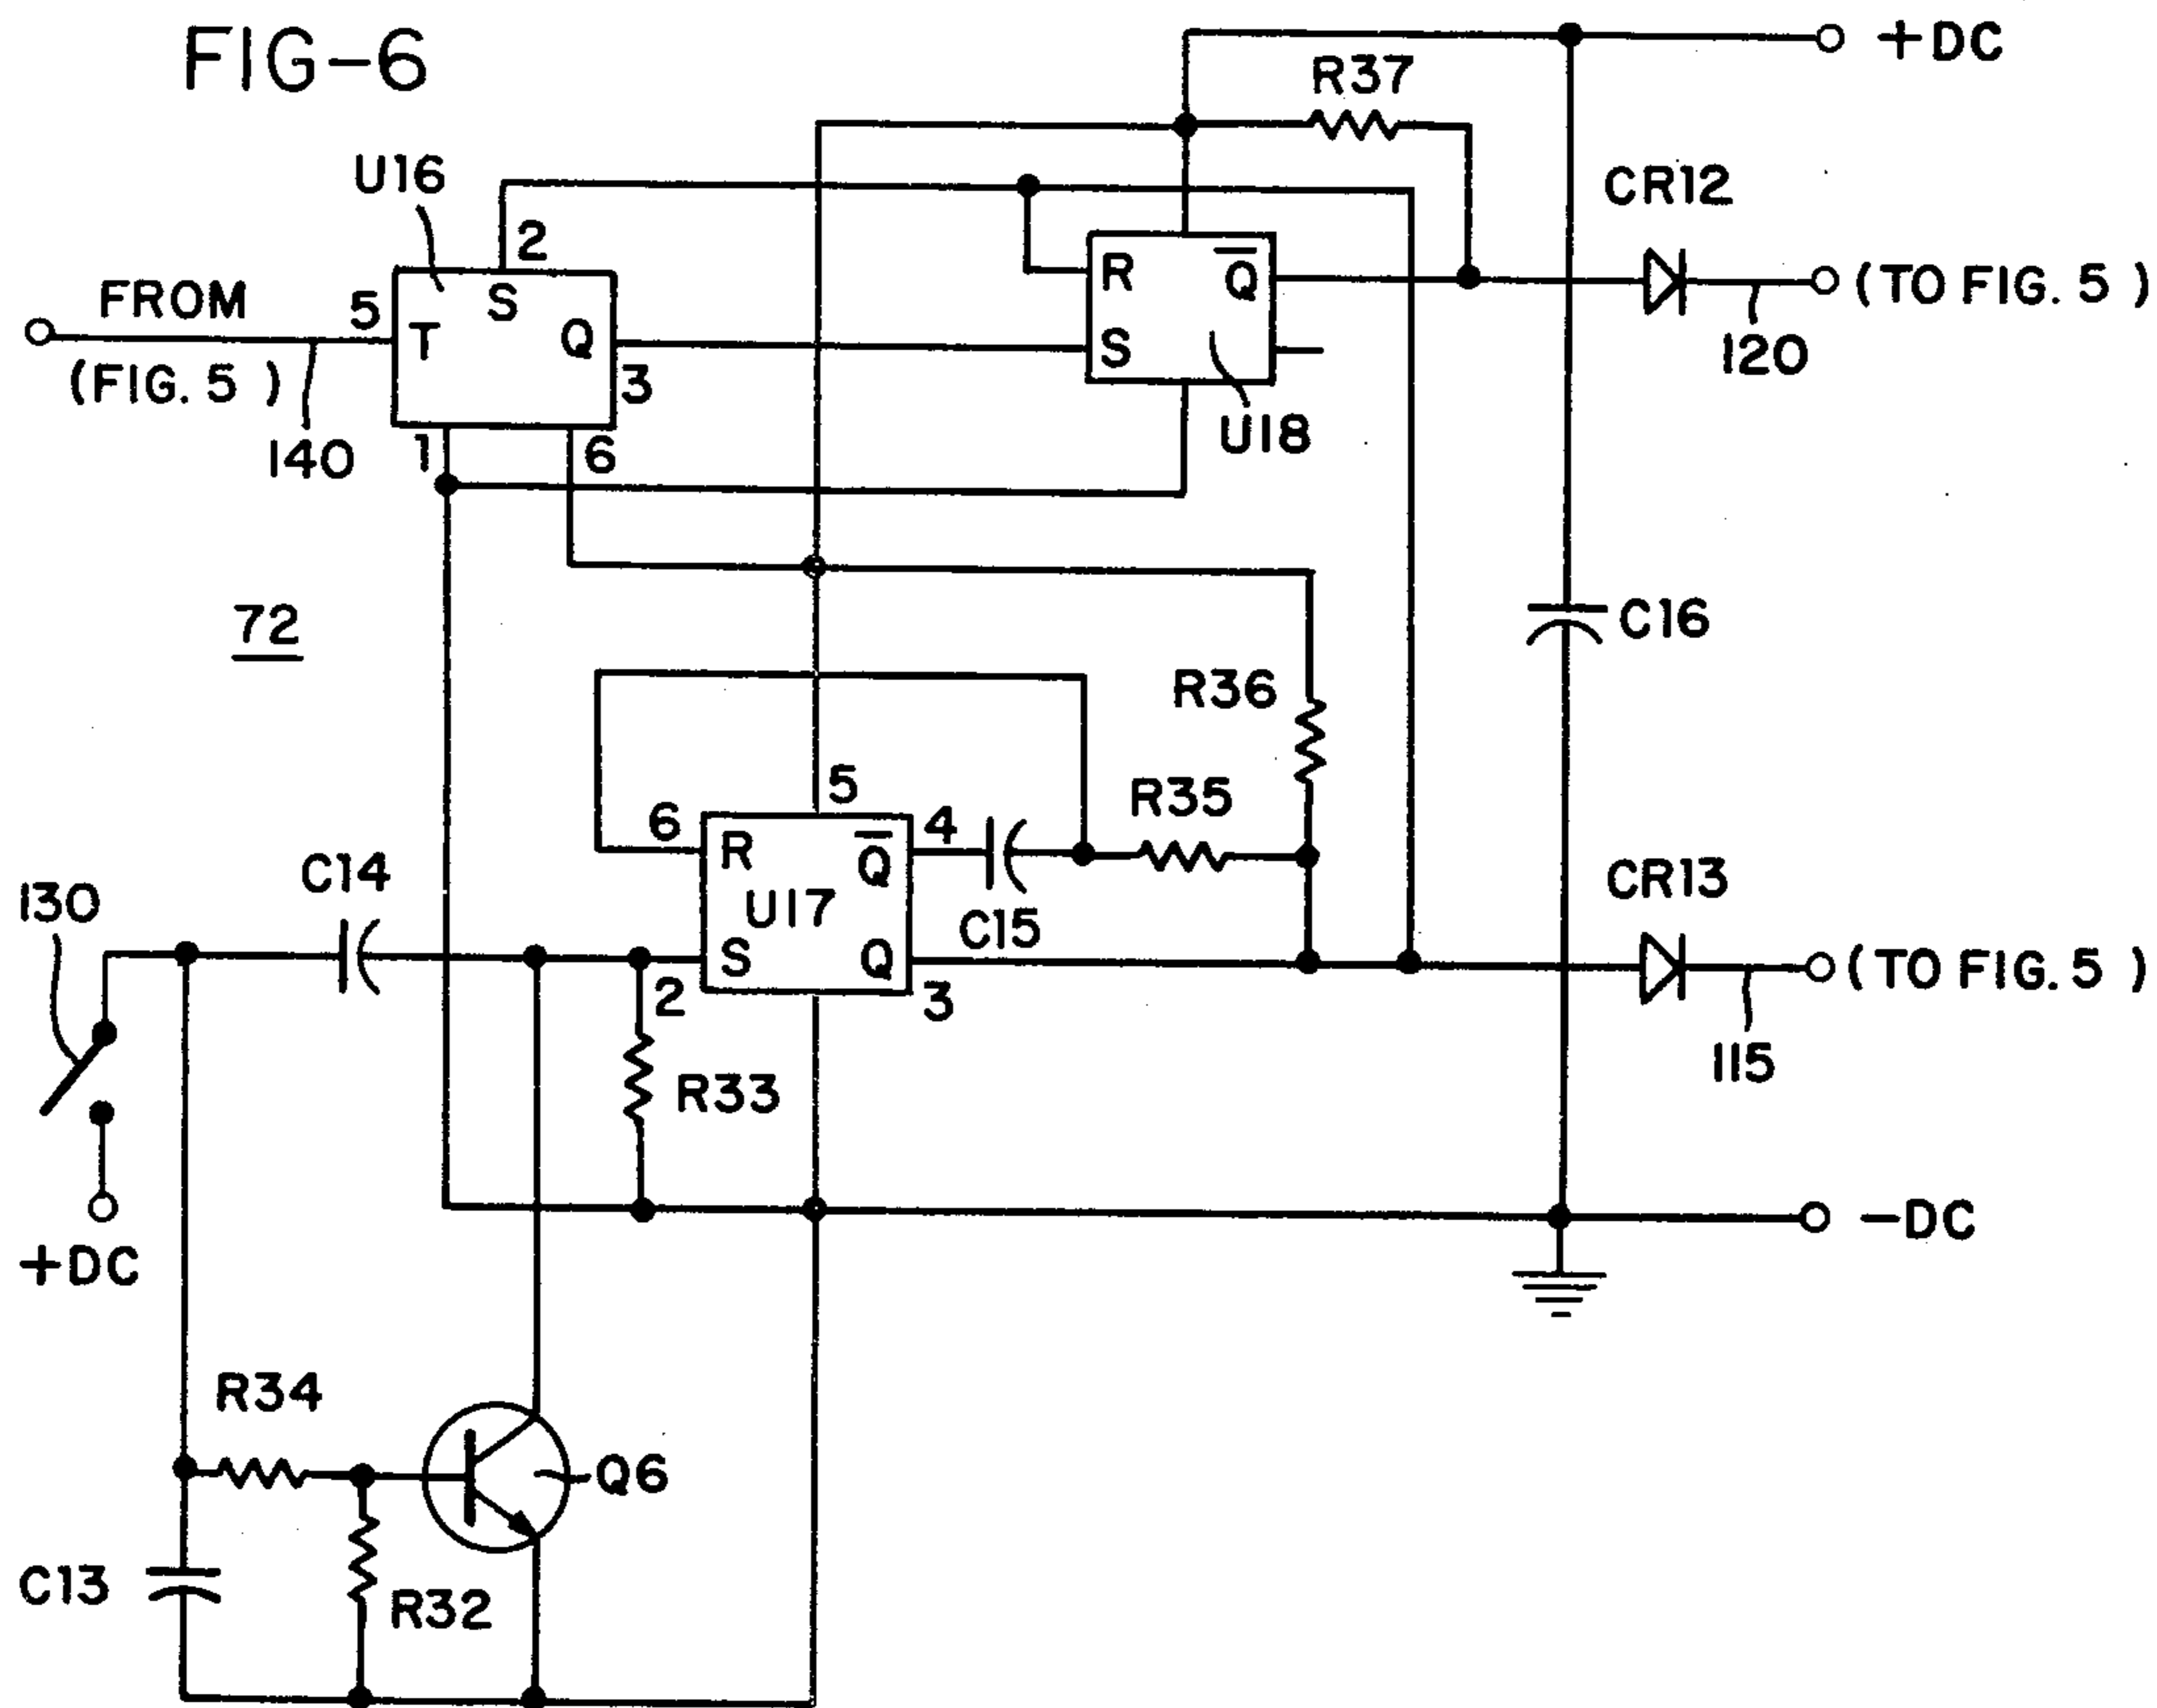 FIG-6
+DC
R37
U16
CR12
2
5
FROM
(FIG. 5 )
140
T
S
Q
3
1
6
R
Q̅
S
U18
(TO FIG. 5 )
120
72
C16
R36
5
R35
6
4
R
Q̅
U17
S
Q
C15
2
3
C14
130
CR13
(TO FIG. 5 )
115
R33
+DC
-DC
R34
Q6
C13
R32